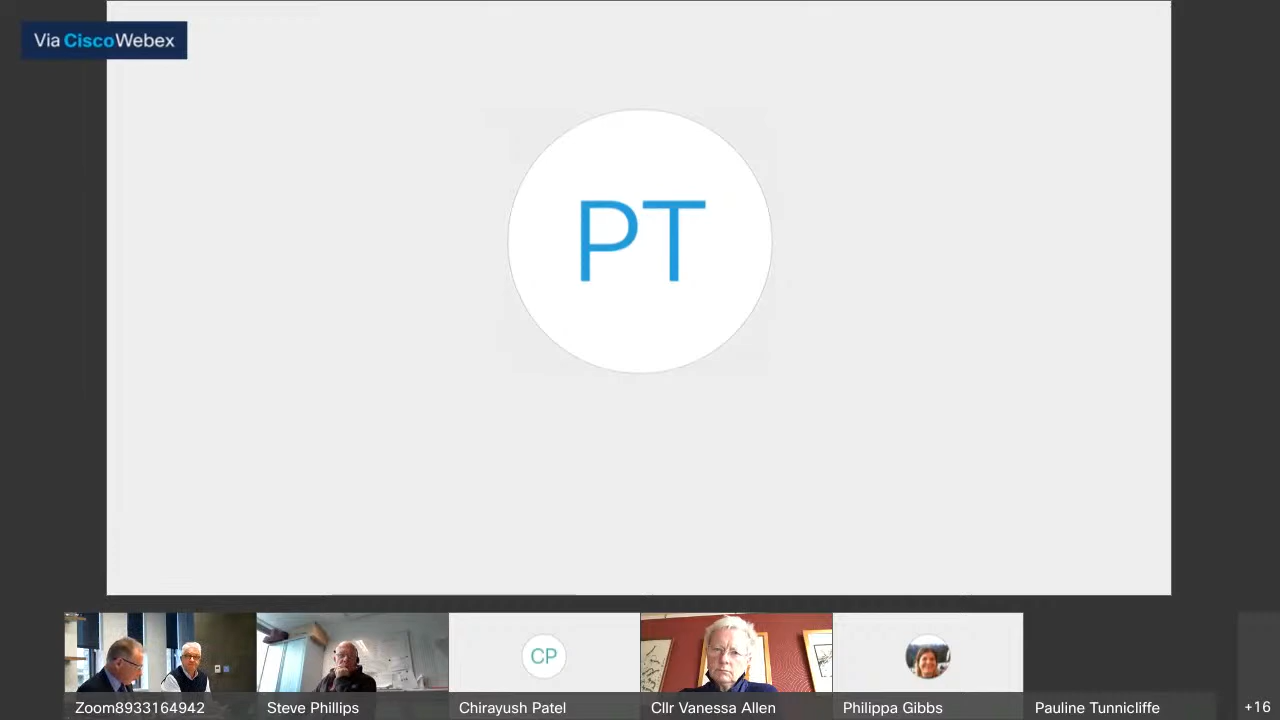 Via CiscoWebex
PT
CP
Zoom8933164942
Steve Phillips
Chirayush Patel
Cllr Vanessa Allen
Philippa Gibbs
Pauline Tunnicliffe
+16